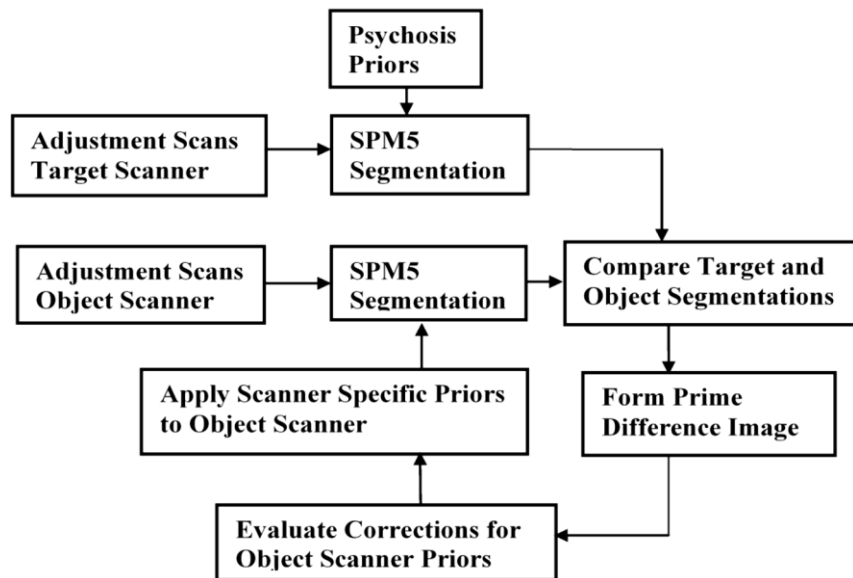 Psychosis
Priors
Adjustment Scans
Target Scanner
SPM5
Segmentation
Adjustment Scans
Object Scanner
SPM5
Segmentation
Compare Target and
Object Segmentations
Apply Scanner Specific Priors
to Object Scanner
Form Prime
Difference Image
Evaluate Corrections for
Object Scanner Priors